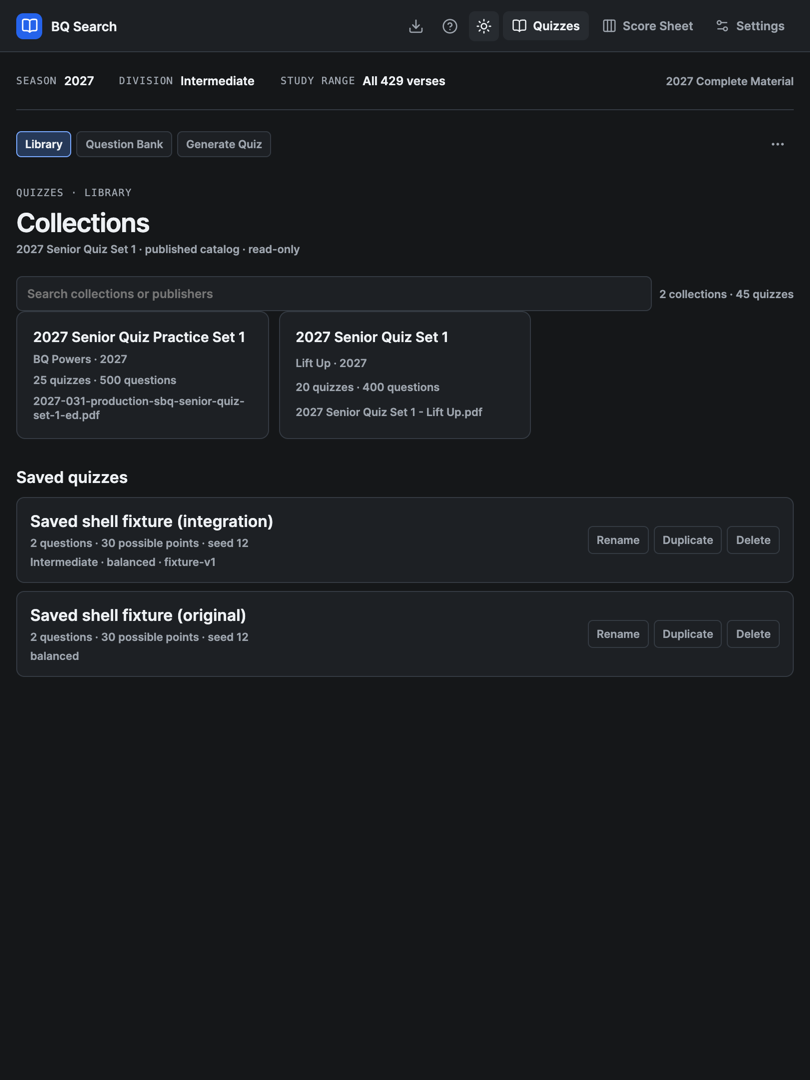 BQ Search
Quizzes
Score Sheet
Settings
SEASON 2027 DIVISION Intermediate STUDY RANGE All 429 verses
2027 Complete Material
Library
Question Bank
Generate Quiz
QUIZZES · LIBRARY
Collections
2027 Senior Quiz Set 1 · published catalog · read-only
Search collections or publishers
2 collections · 45 quizzes
2027 Senior Quiz Practice Set 1
BQ Powers · 2027
25 quizzes · 500 questions
2027-031-production-sbq-senior-quiz-
set-1-ed.pdf
2027 Senior Quiz Set 1
Lift Up · 2027
20 quizzes · 400 questions
2027 Senior Quiz Set 1 - Lift Up.pdf
Saved quizzes
Saved shell fixture (integration)
2 questions · 30 possible points · seed 12
Intermediate · balanced · fixture-v1
Rename
Duplicate
Delete
Saved shell fixture (original)
2 questions · 30 possible points · seed 12
balanced
Rename
Duplicate
Delete